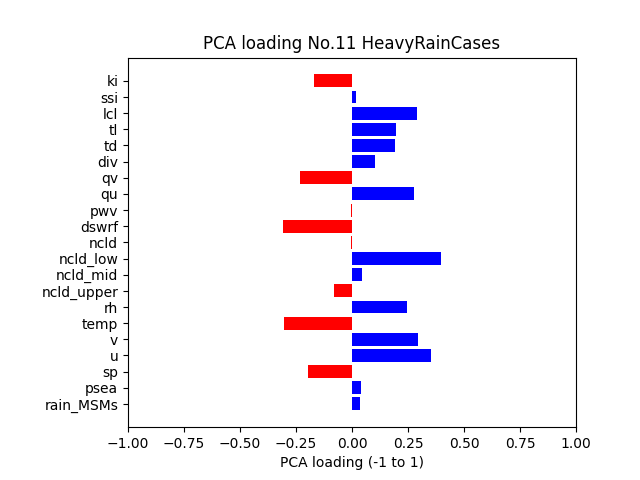 PCA loading No.11 HeavyRainCases
ki
ssi
lcl
tl
td
div
qv
qu
pwv
dswrf
ncld
ncld_low
ncld_mid
ncld_upper
rh
temp
v
u
sp
psea
rain_MSMs
−1.00 −0.75 −0.50 −0.25 0.00 0.25 0.50 0.75 1.00
PCA loading (-1 to 1)